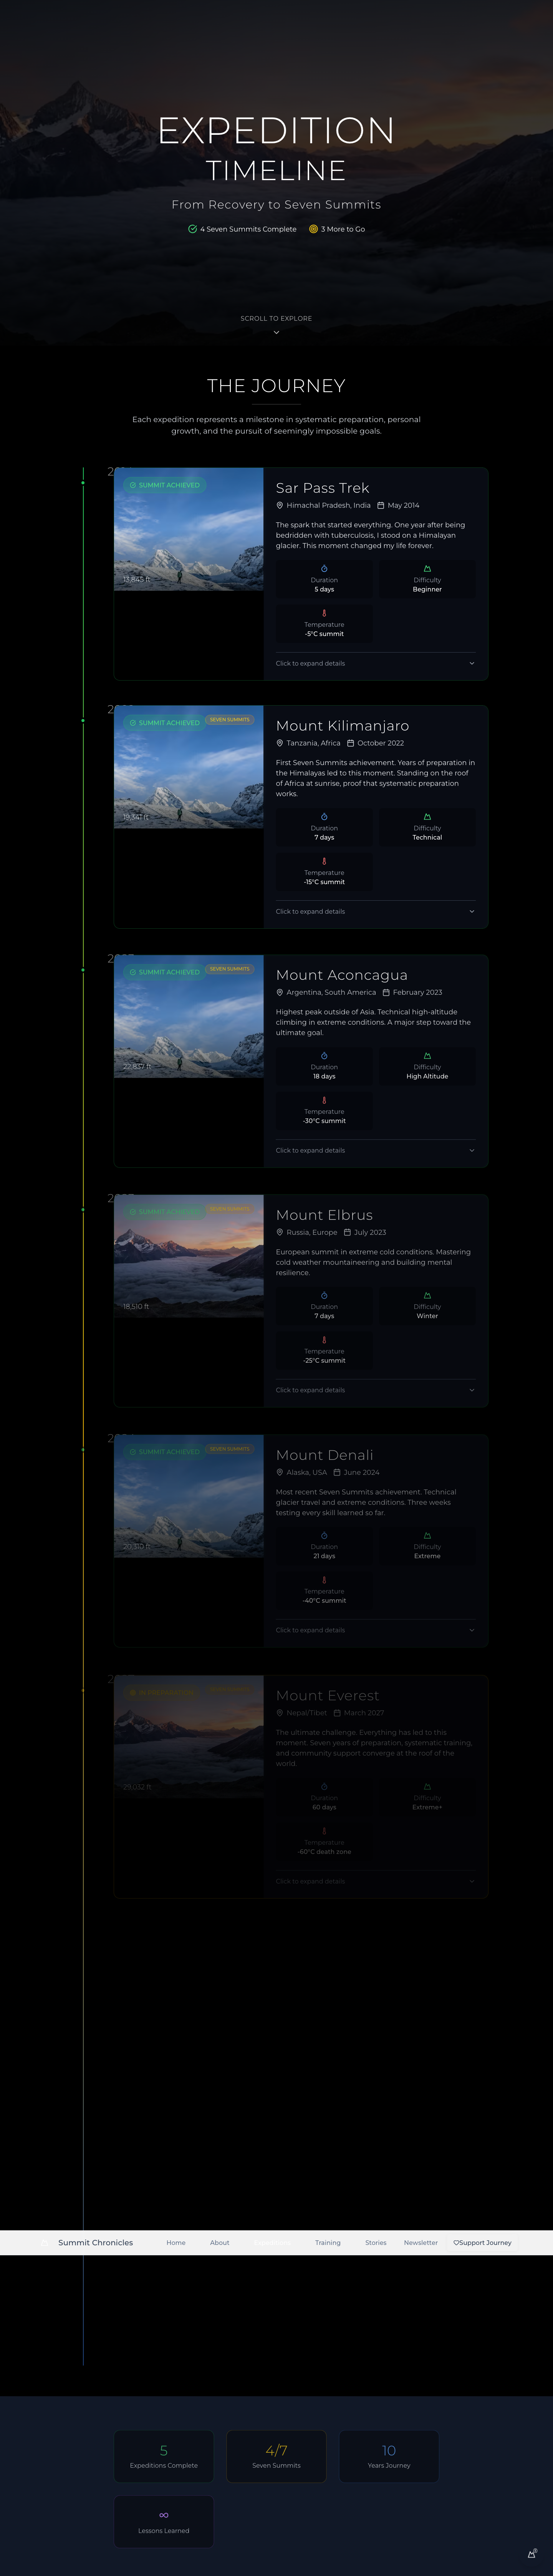 EXPEDITION
TIMELINE
From Recovery to Seven Summits
4 Seven Summits Complete
3 More to Go
SCROLL TO EXPLORE
THE JOURNEY
Each expedition represents a milestone in systematic preparation, personal
growth, and the pursuit of seemingly impossible goals.
SUMMIT ACHIEVED
13,845 ft
Sar Pass Trek
Himachal Pradesh, India
May 2014
The spark that started everything. One year after being
bedridden with tuberculosis, I stood on a Himalayan
glacier. This moment changed my life forever.
Duration
5 days
Difficulty
Beginner
Temperature
-5°C summit
Click to expand details
SUMMIT ACHIEVED
SEVEN SUMMITS
19,341 ft
Mount Kilimanjaro
Tanzania, Africa
October 2022
First Seven Summits achievement. Years of preparation in
the Himalayas led to this moment. Standing on the roof
of Africa at sunrise, proof that systematic preparation
works.
Duration
7 days
Difficulty
Technical
Temperature
-15°C summit
Click to expand details
SUMMIT ACHIEVED
SEVEN SUMMITS
22,837 ft
Mount Aconcagua
Argentina, South America
February 2023
Highest peak outside of Asia. Technical high-altitude
climbing in extreme conditions. A major step toward the
ultimate goal.
Duration
18 days
Difficulty
High Altitude
Temperature
-30°C summit
Click to expand details
SUMMIT ACHIEVED
SEVEN SUMMITS
18,510 ft
Mount Elbrus
Russia, Europe
July 2023
European summit in extreme cold conditions. Mastering
cold weather mountaineering and building mental
resilience.
Duration
7 days
Difficulty
Winter
Temperature
-25°C summit
Click to expand details
SUMMIT ACHIEVED
SEVEN SUMMITS
20,310 ft
Mount Denali
Alaska, USA
June 2024
Most recent Seven Summits achievement. Technical
glacier travel and extreme conditions. Three weeks
testing every skill learned so far.
Duration
21 days
Difficulty
Extreme
Temperature
-40°C summit
Click to expand details
29,032 ft
Mount Everest
Nepal/Tibet
March 2027
The ultimate challenge. Everything has led to this
moment. Seven years of preparation, systematic training,
and community support converge at the roof of the
world.
Duration
60 days
Difficulty
Extreme+
Temperature
-60°C death zone
Click to expand details
Summit Chronicles
Home
About
Training
Stories
Newsletter
Support Journey
5
Expeditions Complete
4/7
Seven Summits
10
Years Journey
∞
Lessons Learned